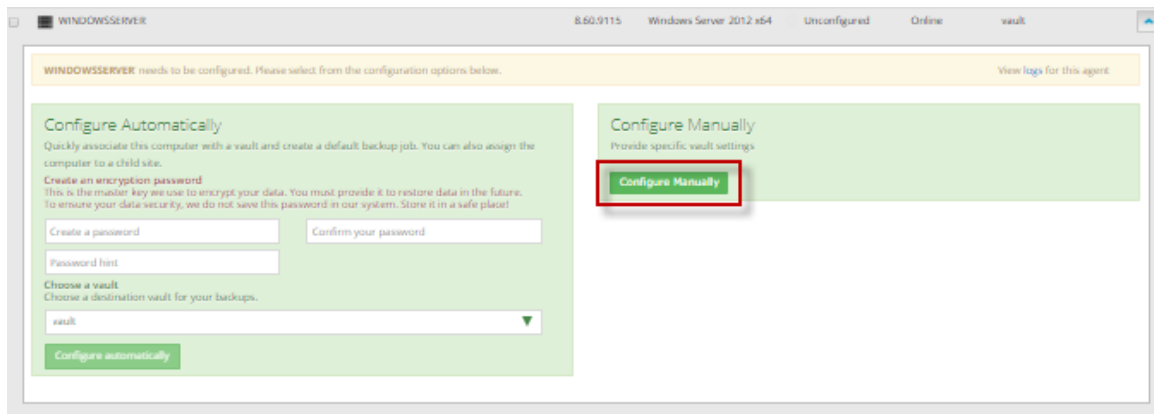 WINDOWSSERVER 8.60.9115 Windows Server 2012 x64 Unconfigured Online vault
WINDOWSSERVER needs to be configured. Please select from the configuration options below. View logs for this agent
Configure Automatically
Quickly associate this computer with a vault and create a default backup job. You can also assign the
computer to a child site.
Create an encryption password
This is the master key we use to encrypt your data. You must provide it to restore data in the future.
To ensure your data security, we do not save this password in our system. Store it in a safe place!
Create a password Confirm your password
Password hint
Choose a vault
Choose a destination vault for your backups.
vault
Configure automatically
Configure Manually
Provide specific vault settings
Configure Manually